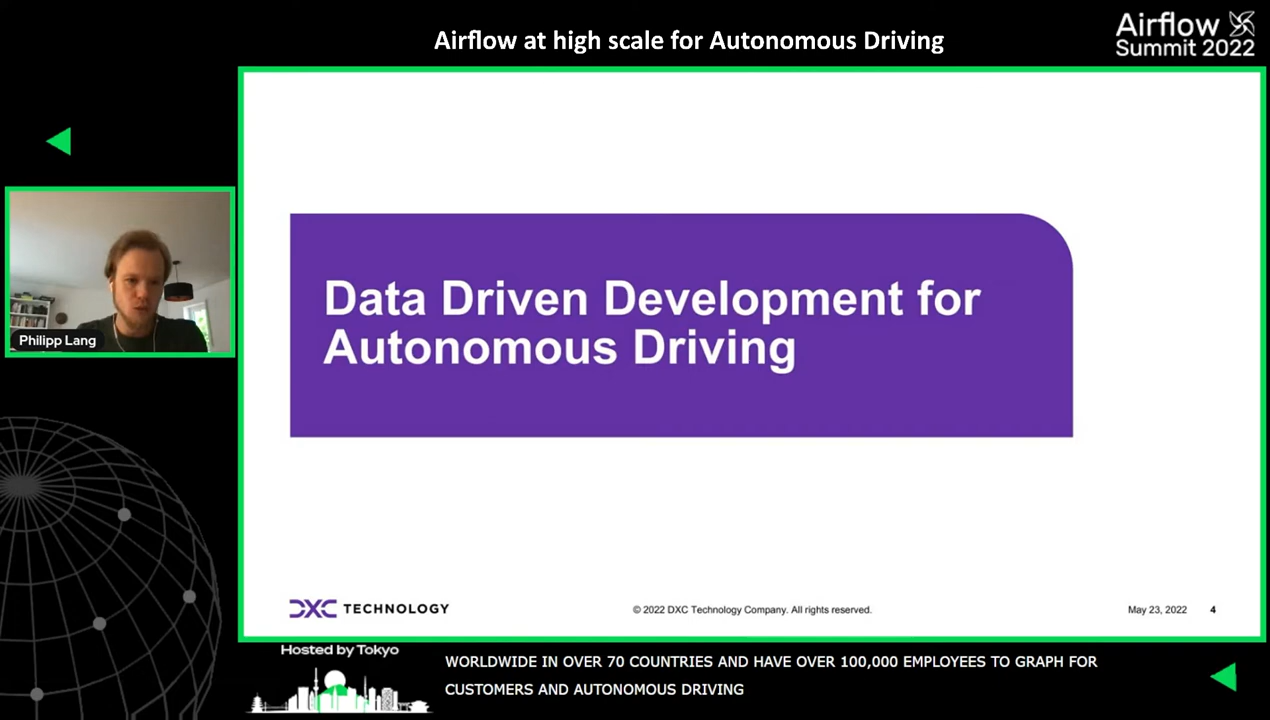 Airflow at high scale for Autonomous Driving
Airflow
Summit 2022
Philipp Lang
Data Driven Development for
Autonomous Driving
DXC TECHNOLOGY
© 2022 DXC Technology Company. All rights reserved.
May 23, 2022
4
Hosted by Tokyo
WORLDWIDE IN OVER 70 COUNTRIES AND HAVE OVER 100,000 EMPLOYEES TO GRAPH FOR
CUSTOMERS AND AUTONOMOUS DRIVING